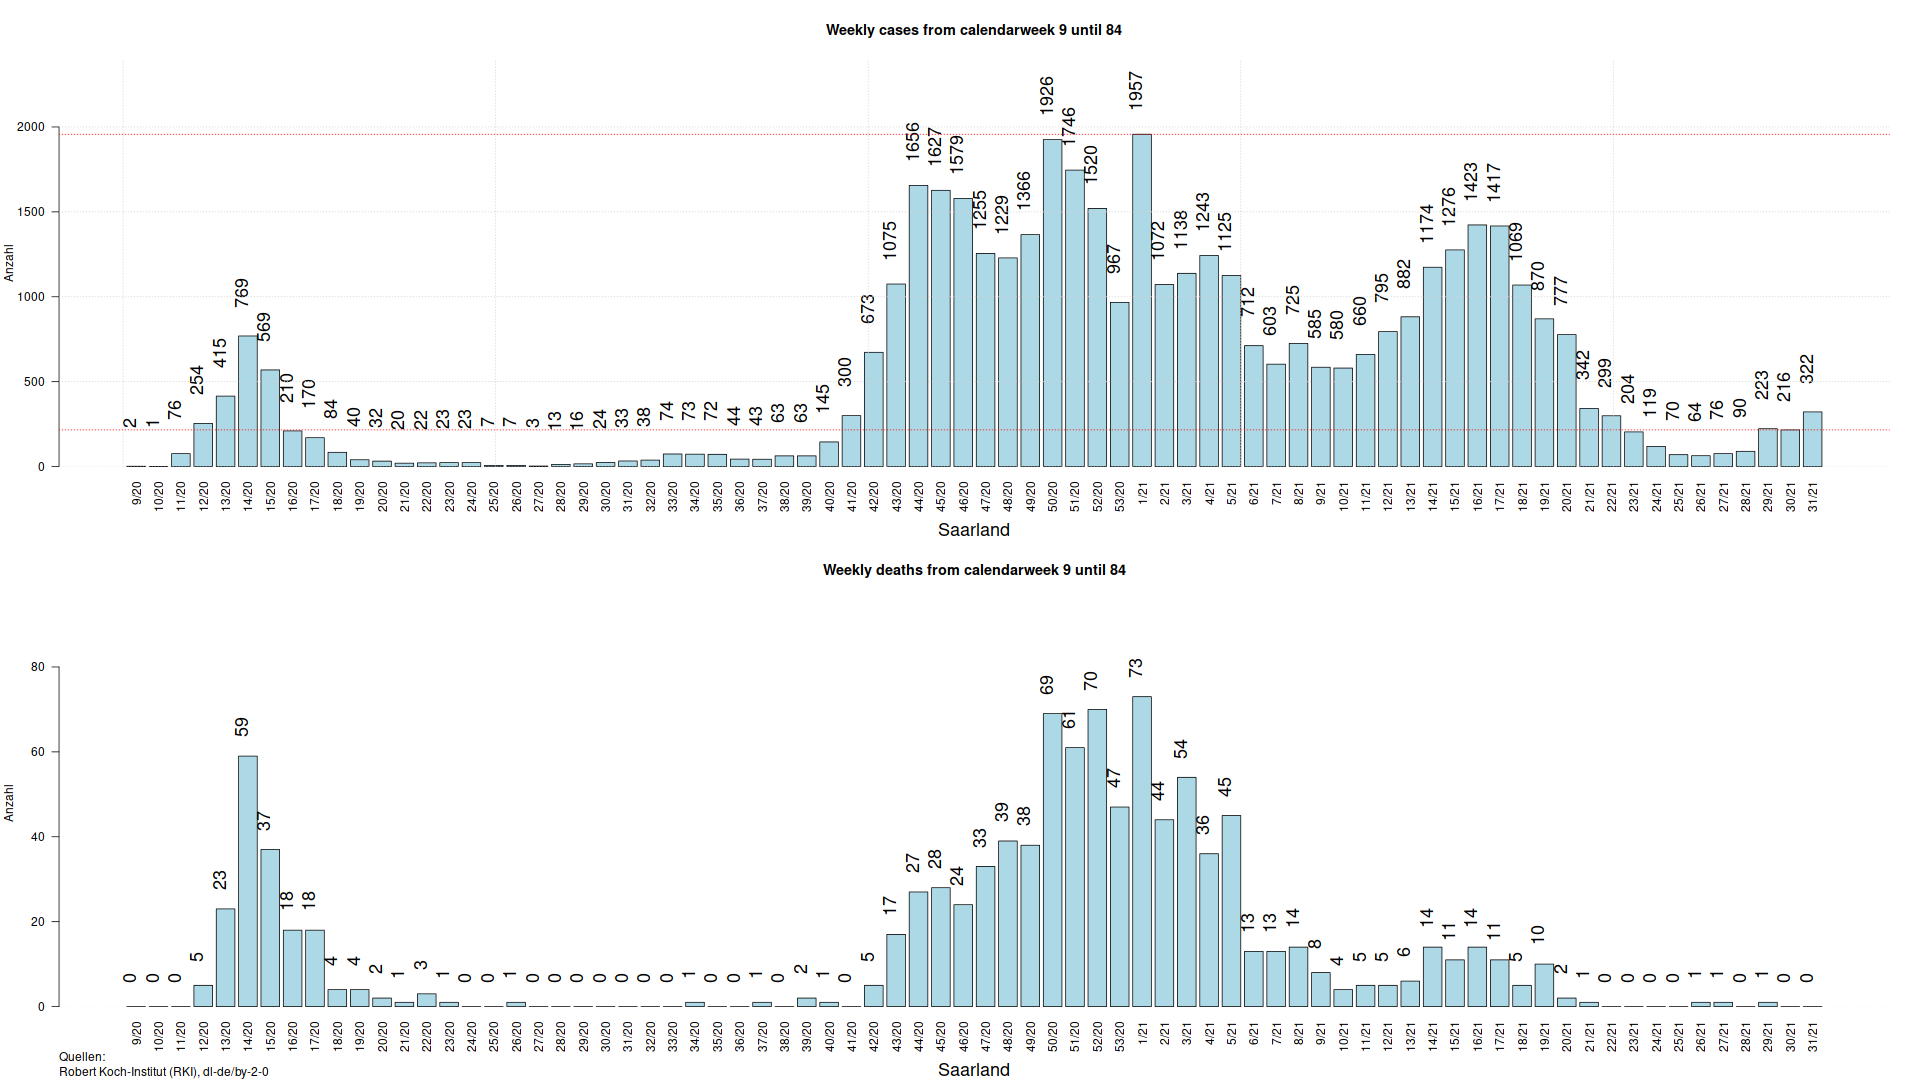 Weekly cases from calendarweek 9 until 84
Anzahl
2000
1500
1000
500
0
2 1 76 254 415 769 569 210 170 84 40 32 20 22 23 23 7 7 3 13 16 24 33 38 74 73 72 44 43 63 63 145 300 673 1075 1656 1627 1579 1255 1229 1366 1926 1746 1520 967 1957 1072 1138 1243 1125 712 603 725 585 580 660 795 882 1174 1276 1423 1417 1069 870 777 342 299 204 119 70 64 76 90 223 216 322
9/20 10/20 11/20 12/20 13/20 14/20 15/20 16/20 17/20 18/20 19/20 20/20 21/20 22/20 23/20 24/20 25/20 26/20 27/20 28/20 29/20 30/20 31/20 32/20 33/20 34/20 35/20 36/20 37/20 38/20 39/20 40/20 41/20 42/20 43/20 44/20 45/20 46/20 47/20 48/20 49/20 50/20 51/20 52/20 53/20 1/21 2/21 3/21 4/21 5/21 6/21 7/21 8/21 9/21 10/21 11/21 12/21 13/21 14/21 15/21 16/21 17/21 18/21 19/21 20/21 21/21 22/21 23/21 24/21 25/21 26/21 27/21 28/21 29/21 30/21 31/21
Saarland
Weekly deaths from calendarweek 9 until 84
Anzahl
80
60
40
20
0
0 0 0 5 23 59 37 18 18 4 4 2 1 3 1 0 0 1 0 0 0 0 0 0 0 1 0 0 1 0 2 1 0 5 17 27 28 24 33 39 38 69 61 70 47 73 44 54 36 45 13 13 14 8 4 5 5 6 14 11 14 11 5 10 2 1 0 0 0 0 1 1 0 1 0 0
9/20 10/20 11/20 12/20 13/20 14/20 15/20 16/20 17/20 18/20 19/20 20/20 21/20 22/20 23/20 24/20 25/20 26/20 27/20 28/20 29/20 30/20 31/20 32/20 33/20 34/20 35/20 36/20 37/20 38/20 39/20 40/20 41/20 42/20 43/20 44/20 45/20 46/20 47/20 48/20 49/20 50/20 51/20 52/20 53/20 1/21 2/21 3/21 4/21 5/21 6/21 7/21 8/21 9/21 10/21 11/21 12/21 13/21 14/21 15/21 16/21 17/21 18/21 19/21 20/21 21/21 22/21 23/21 24/21 25/21 26/21 27/21 28/21 29/21 30/21 31/21
Saarland
Quellen:
Robert Koch-Institut (RKI), dl-de/by-2-0